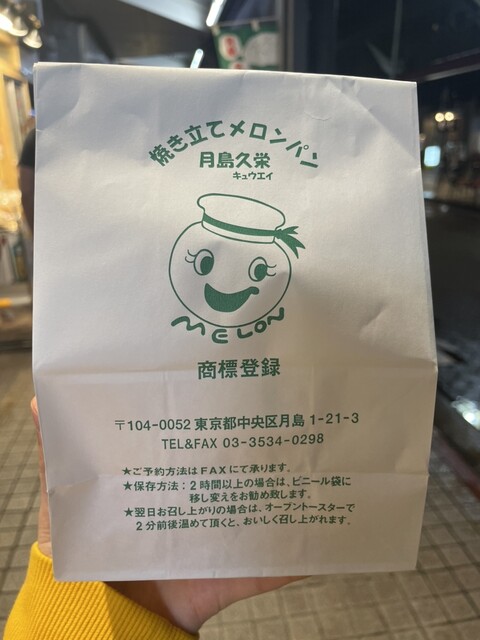 焼き立てメロンパン
月島久栄
キュウエイ
MELON
商標登録
〒104-0052 東京都中央区月島 1-21-3
TEL&FAX 03-3534-0298
★ご予約方法はFAXにて承ります。
★保存方法：2時間以上の場合は、ビニール袋に
移し変えをお勧め致します。
★翌日お召し上がりの場合は、オーブントースターで
2分前後温めて頂くと、おいしく召し上がれます。